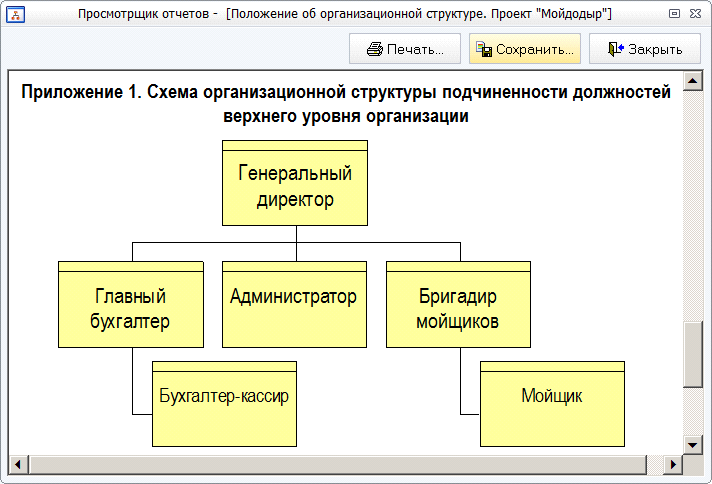 Просмотрщик отчетов -  [Положение об организационной структуре. Проект "Мойдодыр"]
Печать...
Сохранить...
Закрыть
Приложение 1. Схема организационной структуры подчиненности должностей
верхнего уровня организации
Генеральный
директор
Главный
бухгалтер
Администратор
Бригадир
мойщиков
Бухгалтер-кассир
Мойщик